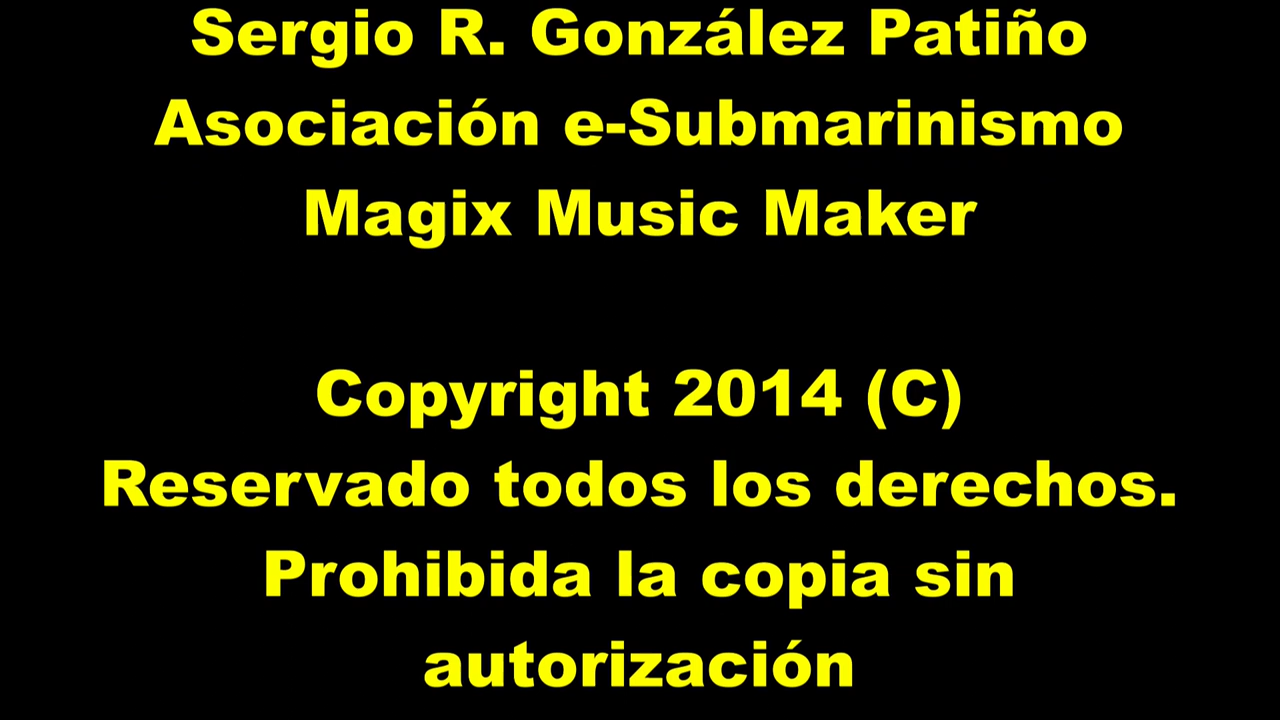 Sergio R. González Patiño
Asociación e-Submarinismo
Magix Music Maker
Copyright 2014 (C)
Reservado todos los derechos.
Prohibida la copia sin
autorización